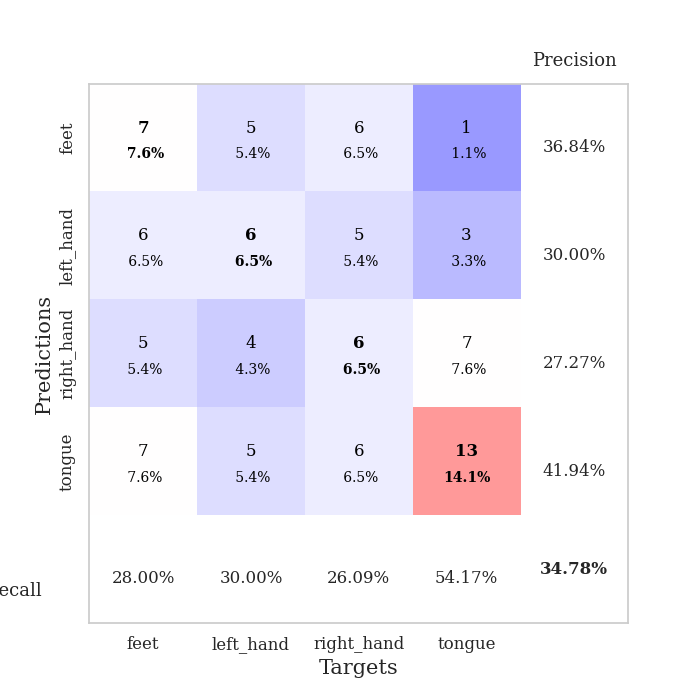 Precision
feet
7 5 6 1 36.84%
7.6% 5.4% 6.5% 1.1%
left_hand
6 6 5 3 30.00%
6.5% 6.5% 5.4% 3.3%
Predictions
right_hand
5 4 6 7 27.27%
5.4% 4.3% 6.5% 7.6%
tongue
7 5 6 13 41.94%
7.6% 5.4% 6.5% 14.1%
ecall 28.00% 30.00% 26.09% 54.17% 34.78%
feet left_hand right_hand tongue
Targets